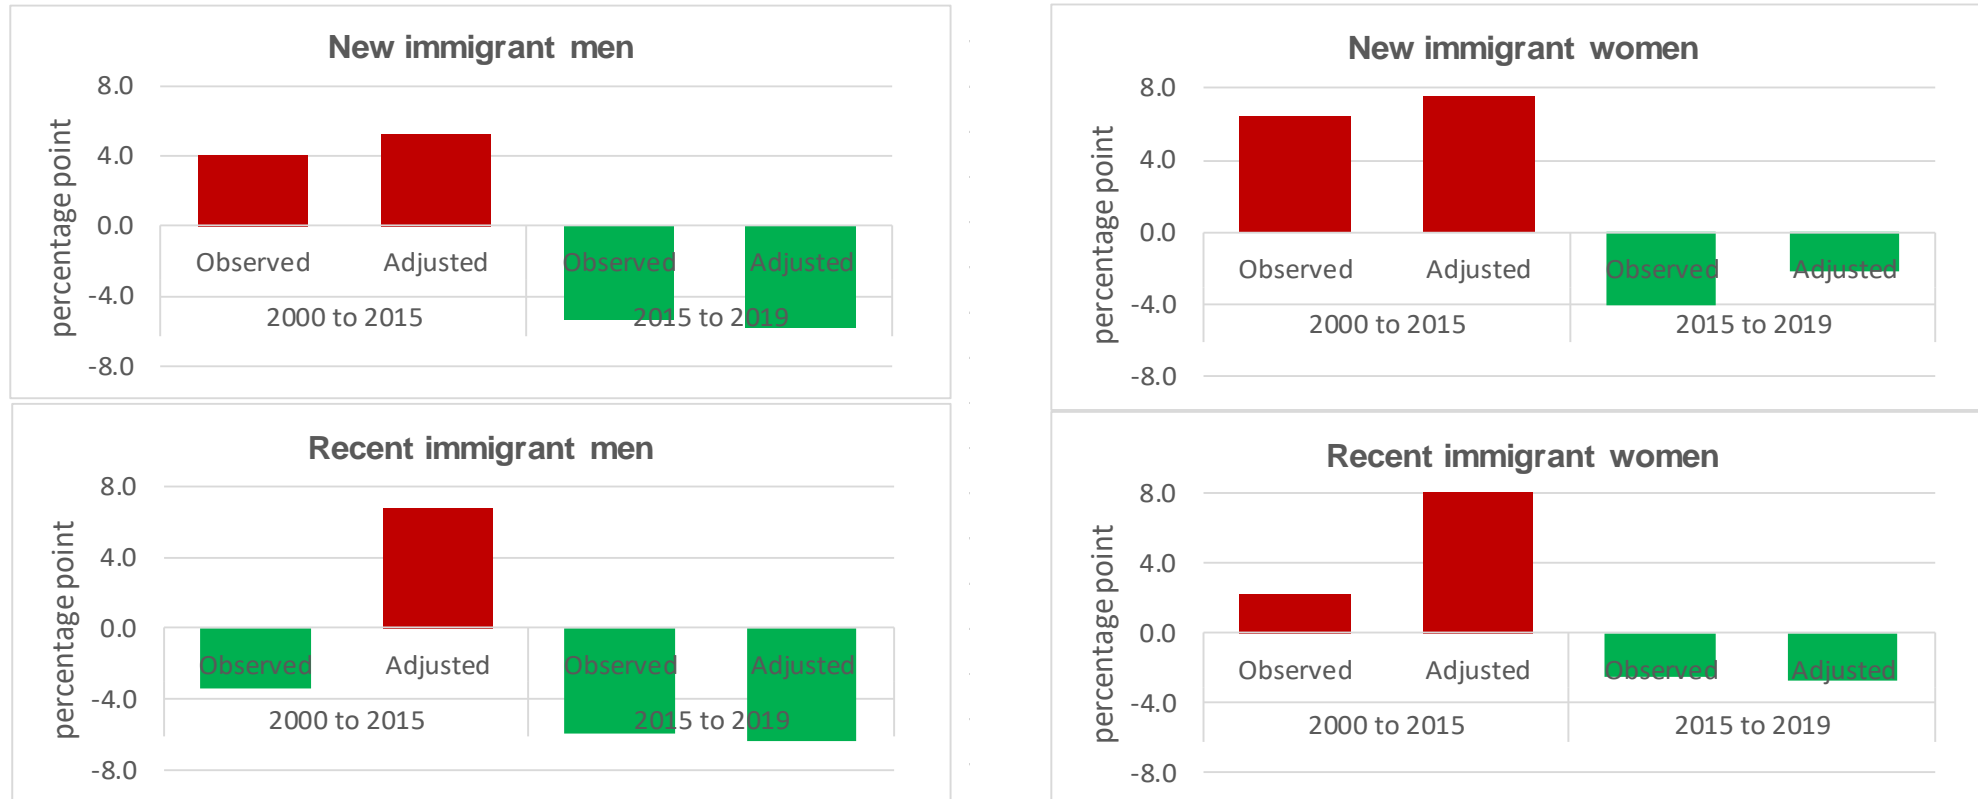 New immigrant men
percentage point
8.0
4.0
0.0
-4.0
-8.0
Observed Adjusted Observed Adjusted
2000 to 2015 2015 to 2019
New immigrant women
percentage point
8.0
4.0
0.0
-4.0
-8.0
Observed Adjusted Observed Adjusted
2000 to 2015 2015 to 2019
Recent immigrant men
percentage point
8.0
4.0
0.0
-4.0
-8.0
Observed Adjusted Observed Adjusted
2000 to 2015 2015 to 2019
Recent immigrant women
percentage point
8.0
4.0
0.0
-4.0
-8.0
Observed Adjusted Observed Adjusted
2000 to 2015 2015 to 2019